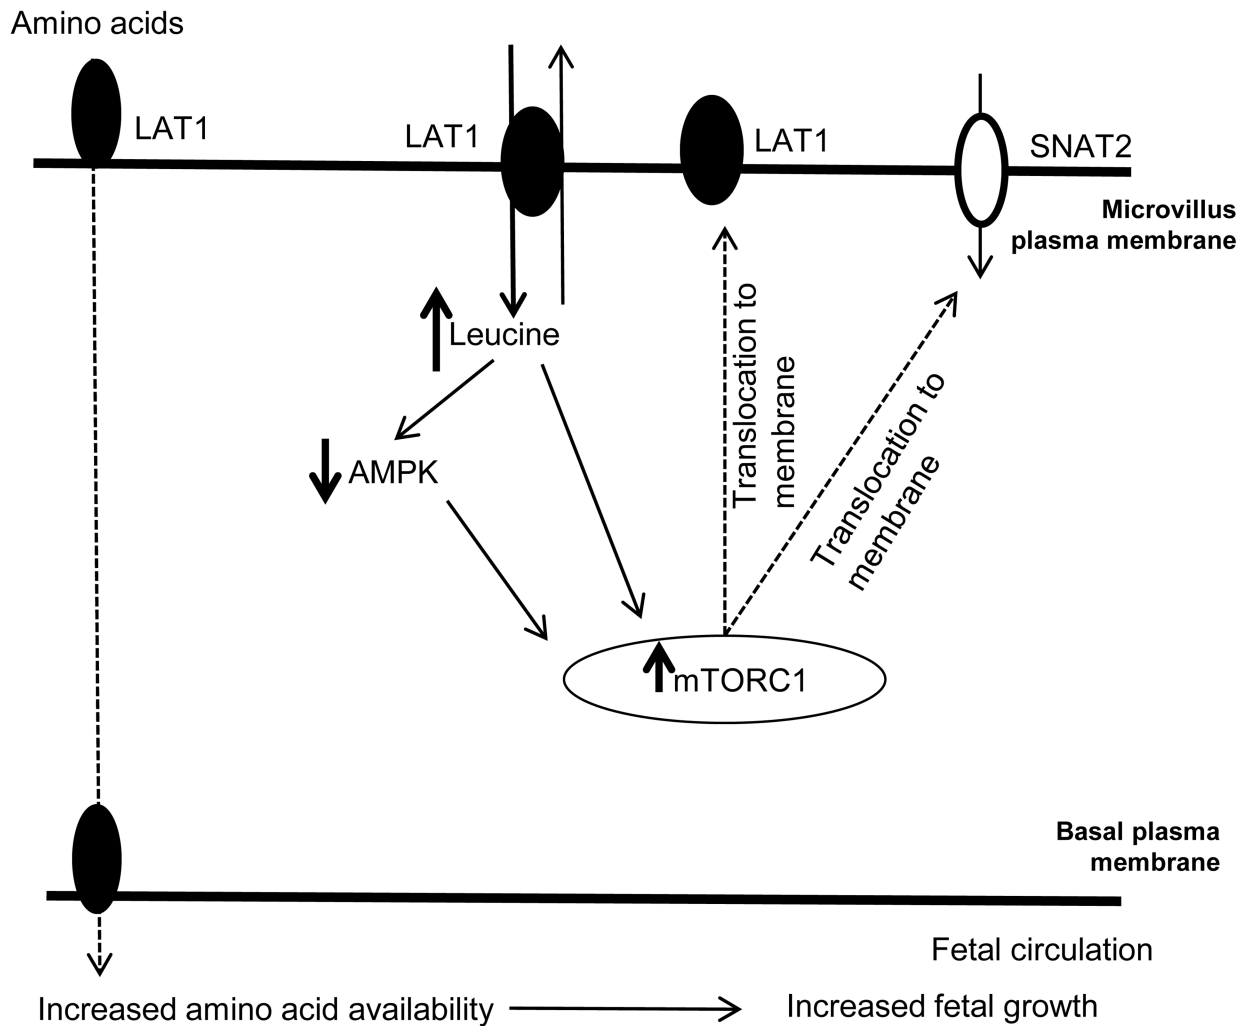 Amino acids
LAT1
LAT1
LAT1
SNAT2
Microvillus
plasma membrane
Leucine
AMPK
Translocation to
membrane
Translocation to
membrane
mTORC1
Basal plasma
membrane
Fetal circulation
Increased amino acid availability
Increased fetal growth